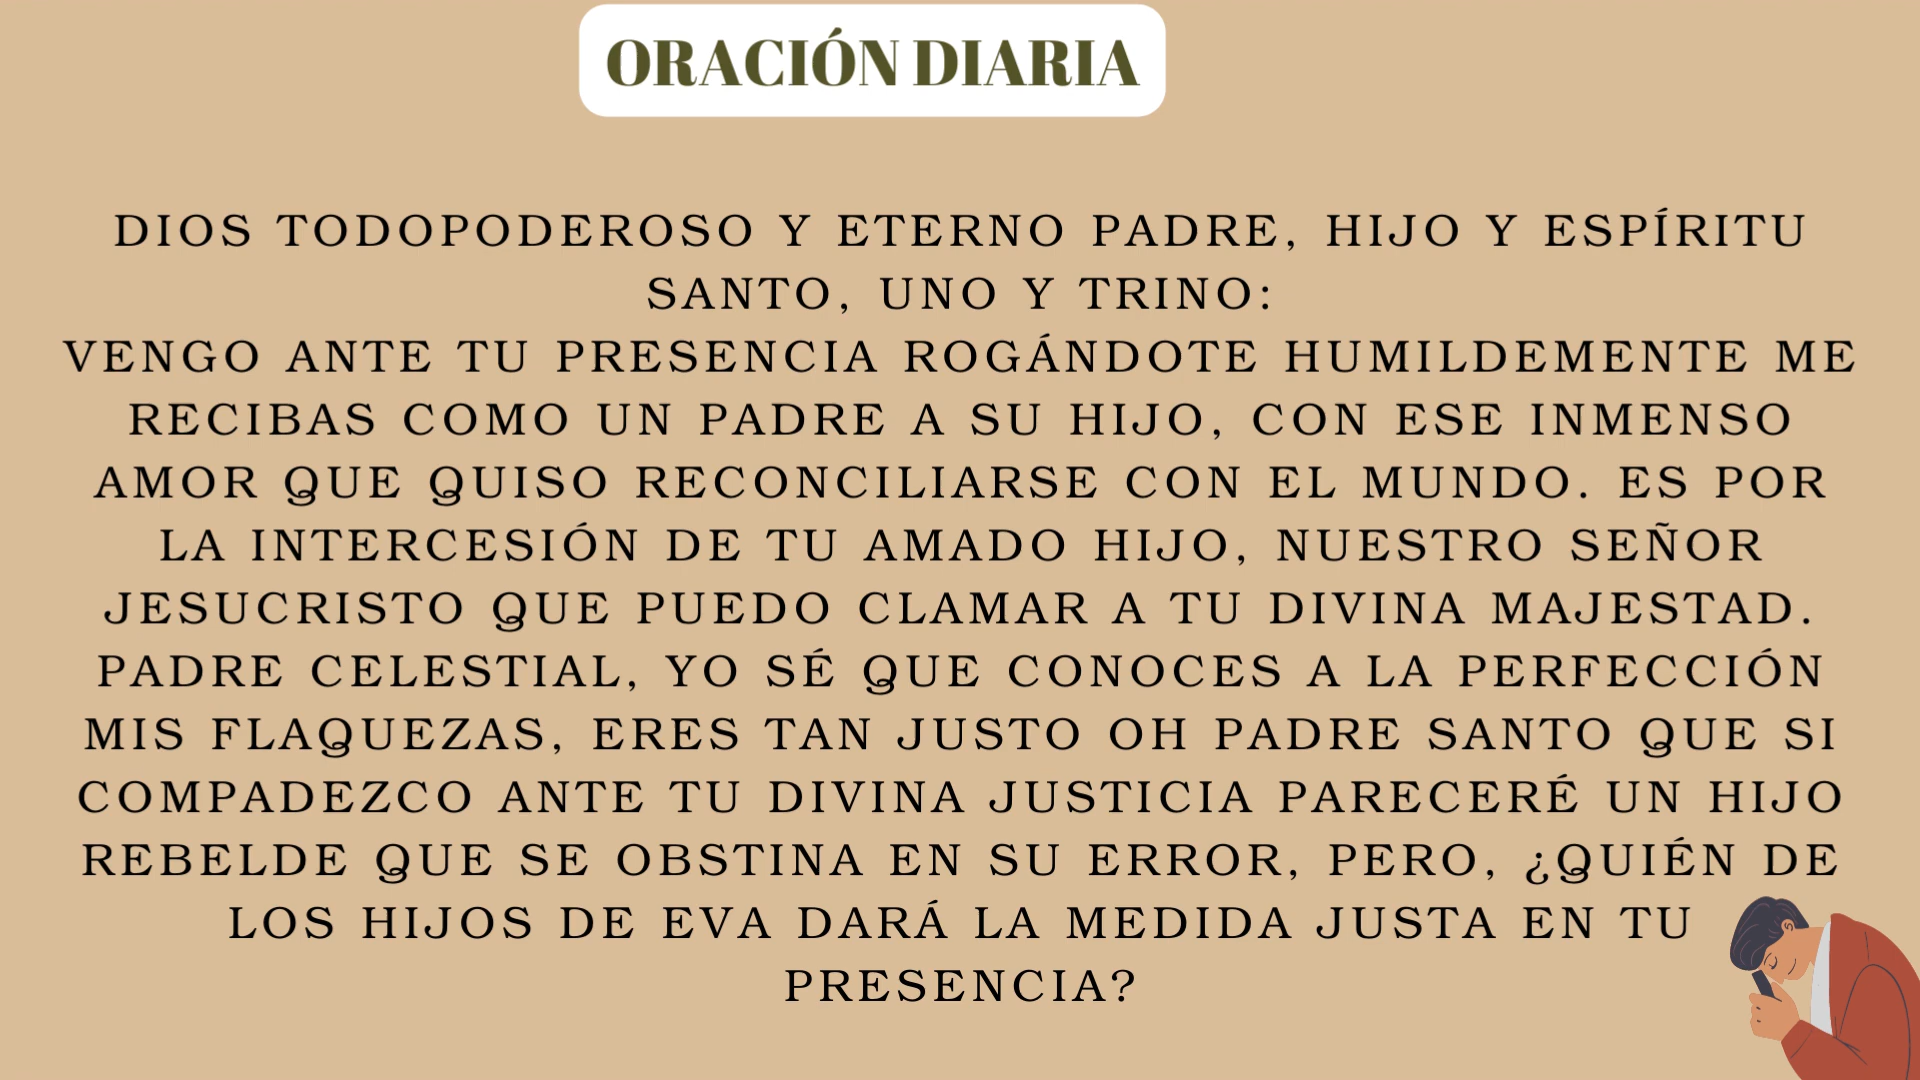 ORACIÓN DIARIA
DIOS TODOPODEROSO Y ETERNO PADRE, HIJO Y ESPÍRITU
SANTO, UNO Y TRINO:
VENGO ANTE TU PRESENCIA ROGÁNDOTE HUMILDEMENTE ME
RECIBAS COMO UN PADRE A SU HIJO, CON ESE INMENSO
AMOR QUE QUISO RECONCILIARSE CON EL MUNDO. ES POR
LA INTERCESIÓN DE TU AMADO HIJO, NUESTRO SEÑOR
JESUCRISTO QUE PUEDO CLAMAR A TU DIVINA MAJESTAD.
PADRE CELESTIAL, YO SÉ QUE CONOCES A LA PERFECCIÓN
MIS FLAQUEZAS, ERES TAN JUSTO OH PADRE SANTO QUE SI
COMPADEZCO ANTE TU DIVINA JUSTICIA PARECERÉ UN HIJO
REBELDE QUE SE OBSTINA EN SU ERROR, PERO, ¿QUIÉN DE
LOS HIJOS DE EVA DARÁ LA MEDIDA JUSTA EN TU
PRESENCIA?